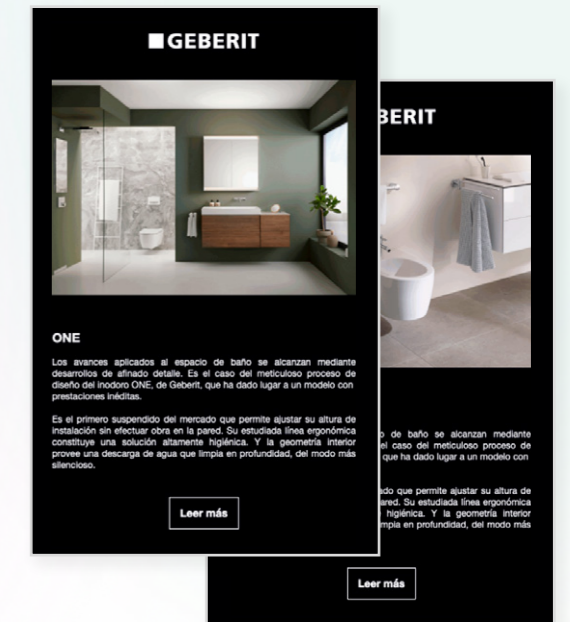 GEBERIT
ONE
Los avances aplicados al espacio de baño se alcanzan mediante
desarrollos de afinado detalle. Es el caso del meticuloso proceso de
diseño del inodoro ONE, de Geberit, que ha dado lugar a un modelo con
prestaciones inéditas.
Es el primero suspendido del mercado que permite ajustar su altura de
instalación sin efectuar obra en la pared. Su estudiada línea ergonómica
constituye una solución altamente higiénica. Y la geometría interior
provee una descarga de agua que limpia en profundidad, del modo más
silencioso.
Leer más
BERIT
de baño se alcanzan mediante
el caso del meticuloso proceso de
que ha dado lugar a un modelo con
ado que permite ajustar su altura de
ared. Su estudiada línea ergonómica
higiénica. Y la geometría interior
mpia en profundidad, del modo más
Leer más